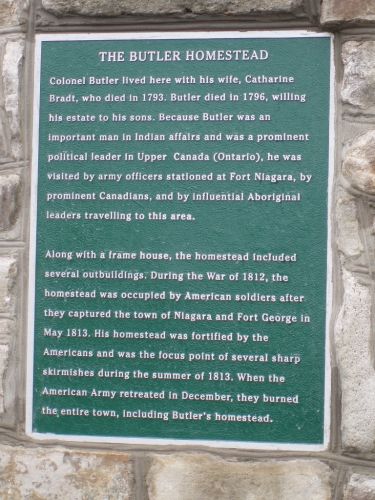 THE BUTLER HOMESTEAD
Colonel Butler lived here with his wife, Catharine
Bradt, who died in 1793. Butler died in 1796, willing
his estate to his sons. Because Butler was an
important man in Indian affairs and was a prominent
political leader in Upper Canada (Ontario), he was
visited by army officers stationed at Fort Niagara, by
prominent Canadians, and by influential Aboriginal
leaders travelling to this area.
Along with a frame house, the homestead included
several outbuildings. During the War of 1812, the
homestead was occupied by American soldiers after
they captured the town of Niagara and Fort George in
May 1813. His homestead was fortified by the
Americans and was the focus point of several sharp
skirmishes during the summer of 1813. When the
American Army retreated in December, they burned
the entire town, including Butler's homestead.